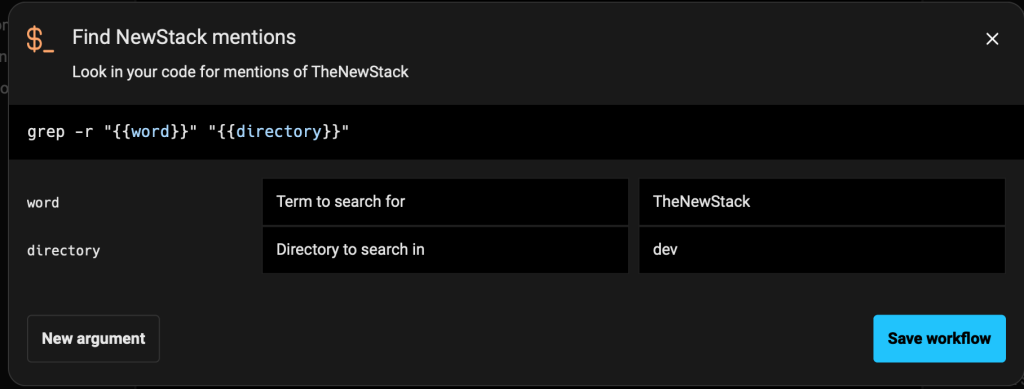 $_
Find NewStack mentions
Look in your code for mentions of TheNewStack
grep -r "{{word}}" "{{directory}}"
word
Term to search for
TheNewStack
directory
Directory to search in
dev
New argument
Save workflow